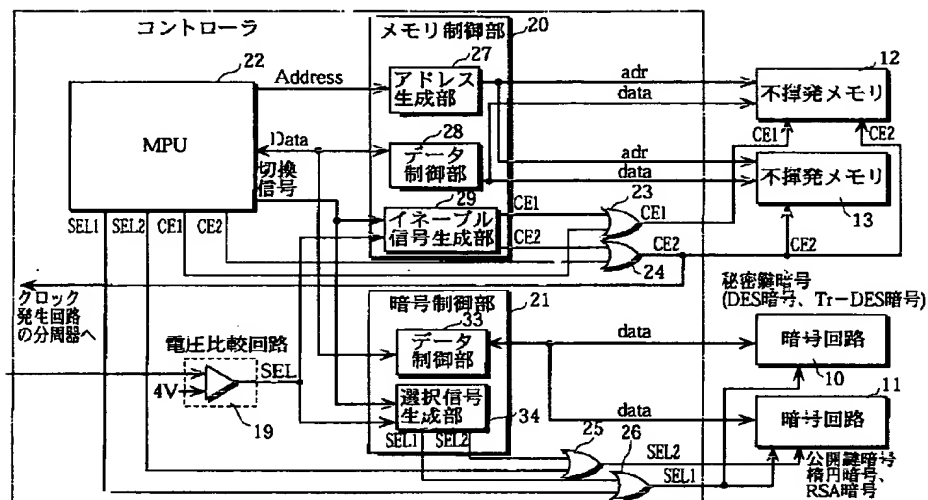 コントローラ
メモリ制御部
20
22
27
Address
アドレス
生成部
adr
data
12
不揮発メモリ
MPU
Data
28
データ
制御部
CE1
CE2
切換
信号
adr
data
不揮発メモリ
13
29
イネーブル
信号生成部
CE1
CE2
23
CE1
SEL1
SEL2
CE1
CE2
24
CE2
CE2
クロック
発生回路
の分周器へ
暗号制御部
21
33
データ
制御部
秘密鍵暗号
(DES暗号、Tr－DES暗号)
data
暗号回路
10
電圧比較回路
SEL
4V
19
選択信号
生成部
34
data
11
暗号回路
SEL1
SEL2
25
26
SEL2
SEL1
公開鍵暗号
楕円暗号、
RSA暗号